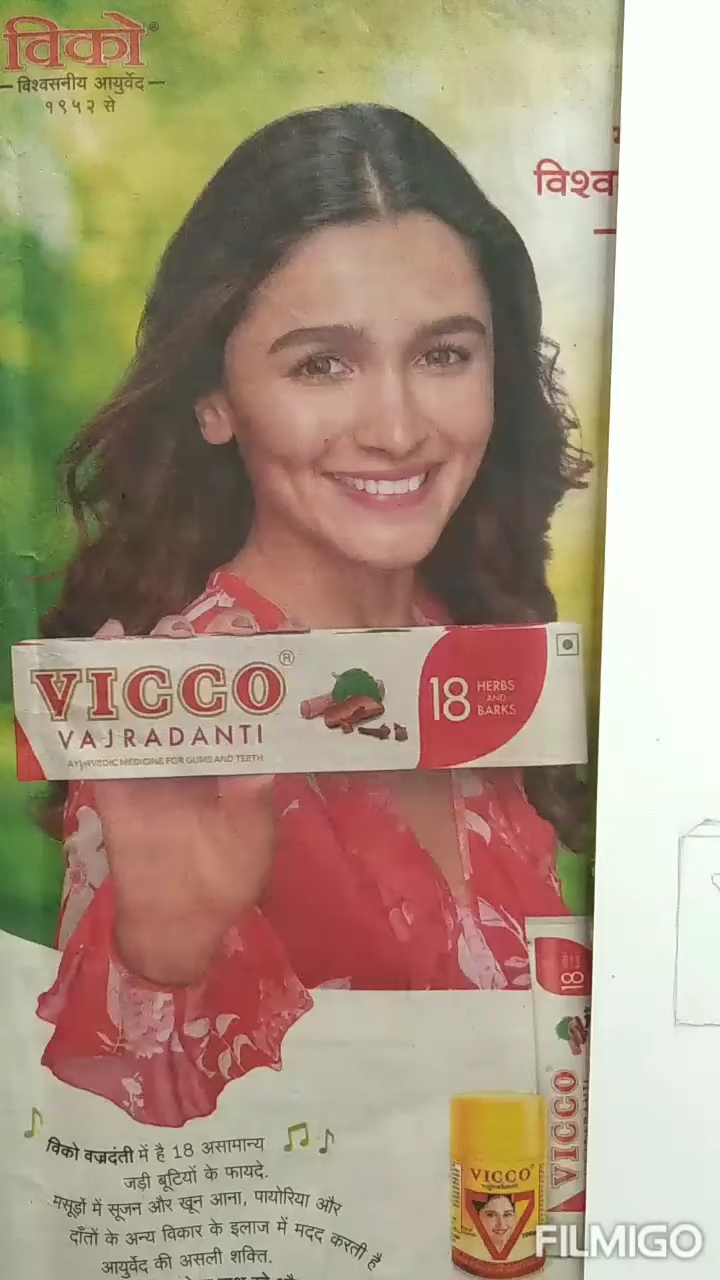 विको®
विश्वसनीय आयुर्वेद
१९५२ से
विश्व
VICCO®
VAJRADANTI
AYURVEDIC MEDICINE FOR GUMS AND TEETH
18 HERBS
AND
BARKS
18
VICCO
विको वज्रदंती में है 18 असामान्य
जड़ी बूटियों के फायदे.
मसूड़ों में सूजन और खून आना, पायोरिया और
दाँतों के अन्य विकार के इलाज में मदद करती है
आयुर्वेद की असली शक्ति.
VICCO
FILMIGO